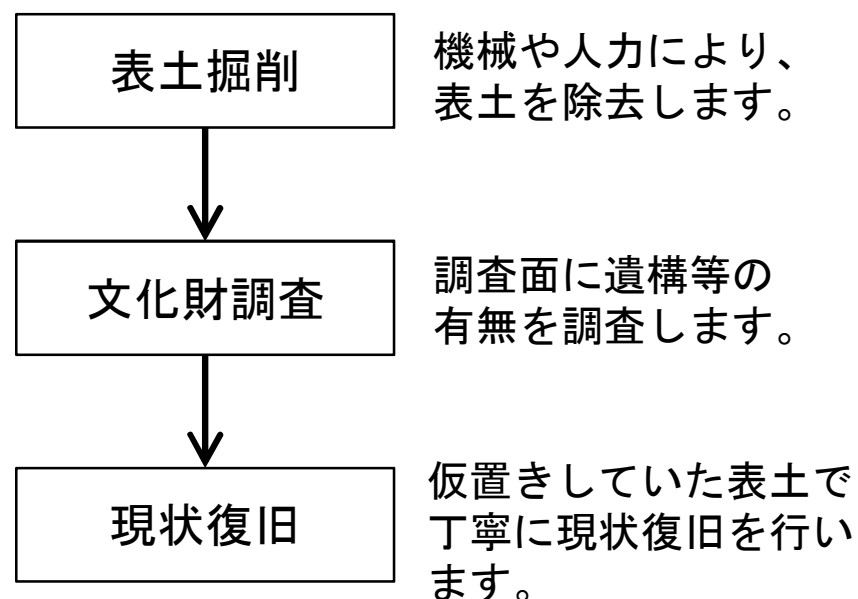 表土掘削
機械や人力により、
表土を除去します。
文化財調査
調査面に遺構等の
有無を調査します。
現状復旧
仮置きしていた表土で
丁寧に現状復旧を行い
ます。